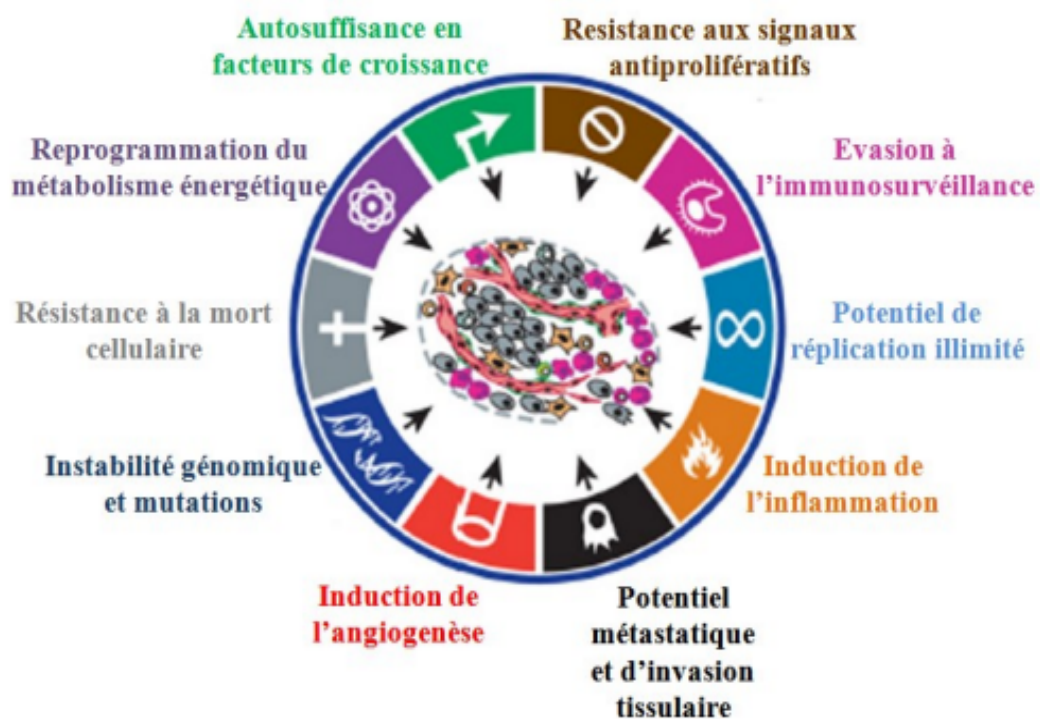 Autosuffisance en
facteurs de croissance
Resistance aux signaux
antiprolifératifs
Reprogrammation du
métabolisme énergétique
Evasion à
l’immunosurvéillance
Résistance à la mort
cellulaire
Potentiel de
réplication illimité
Instabilité génomique
et mutations
Induction de
l’inflammation
Induction de
l’angiogenèse
Potentiel
métastatique
et d’invasion
tissulaire